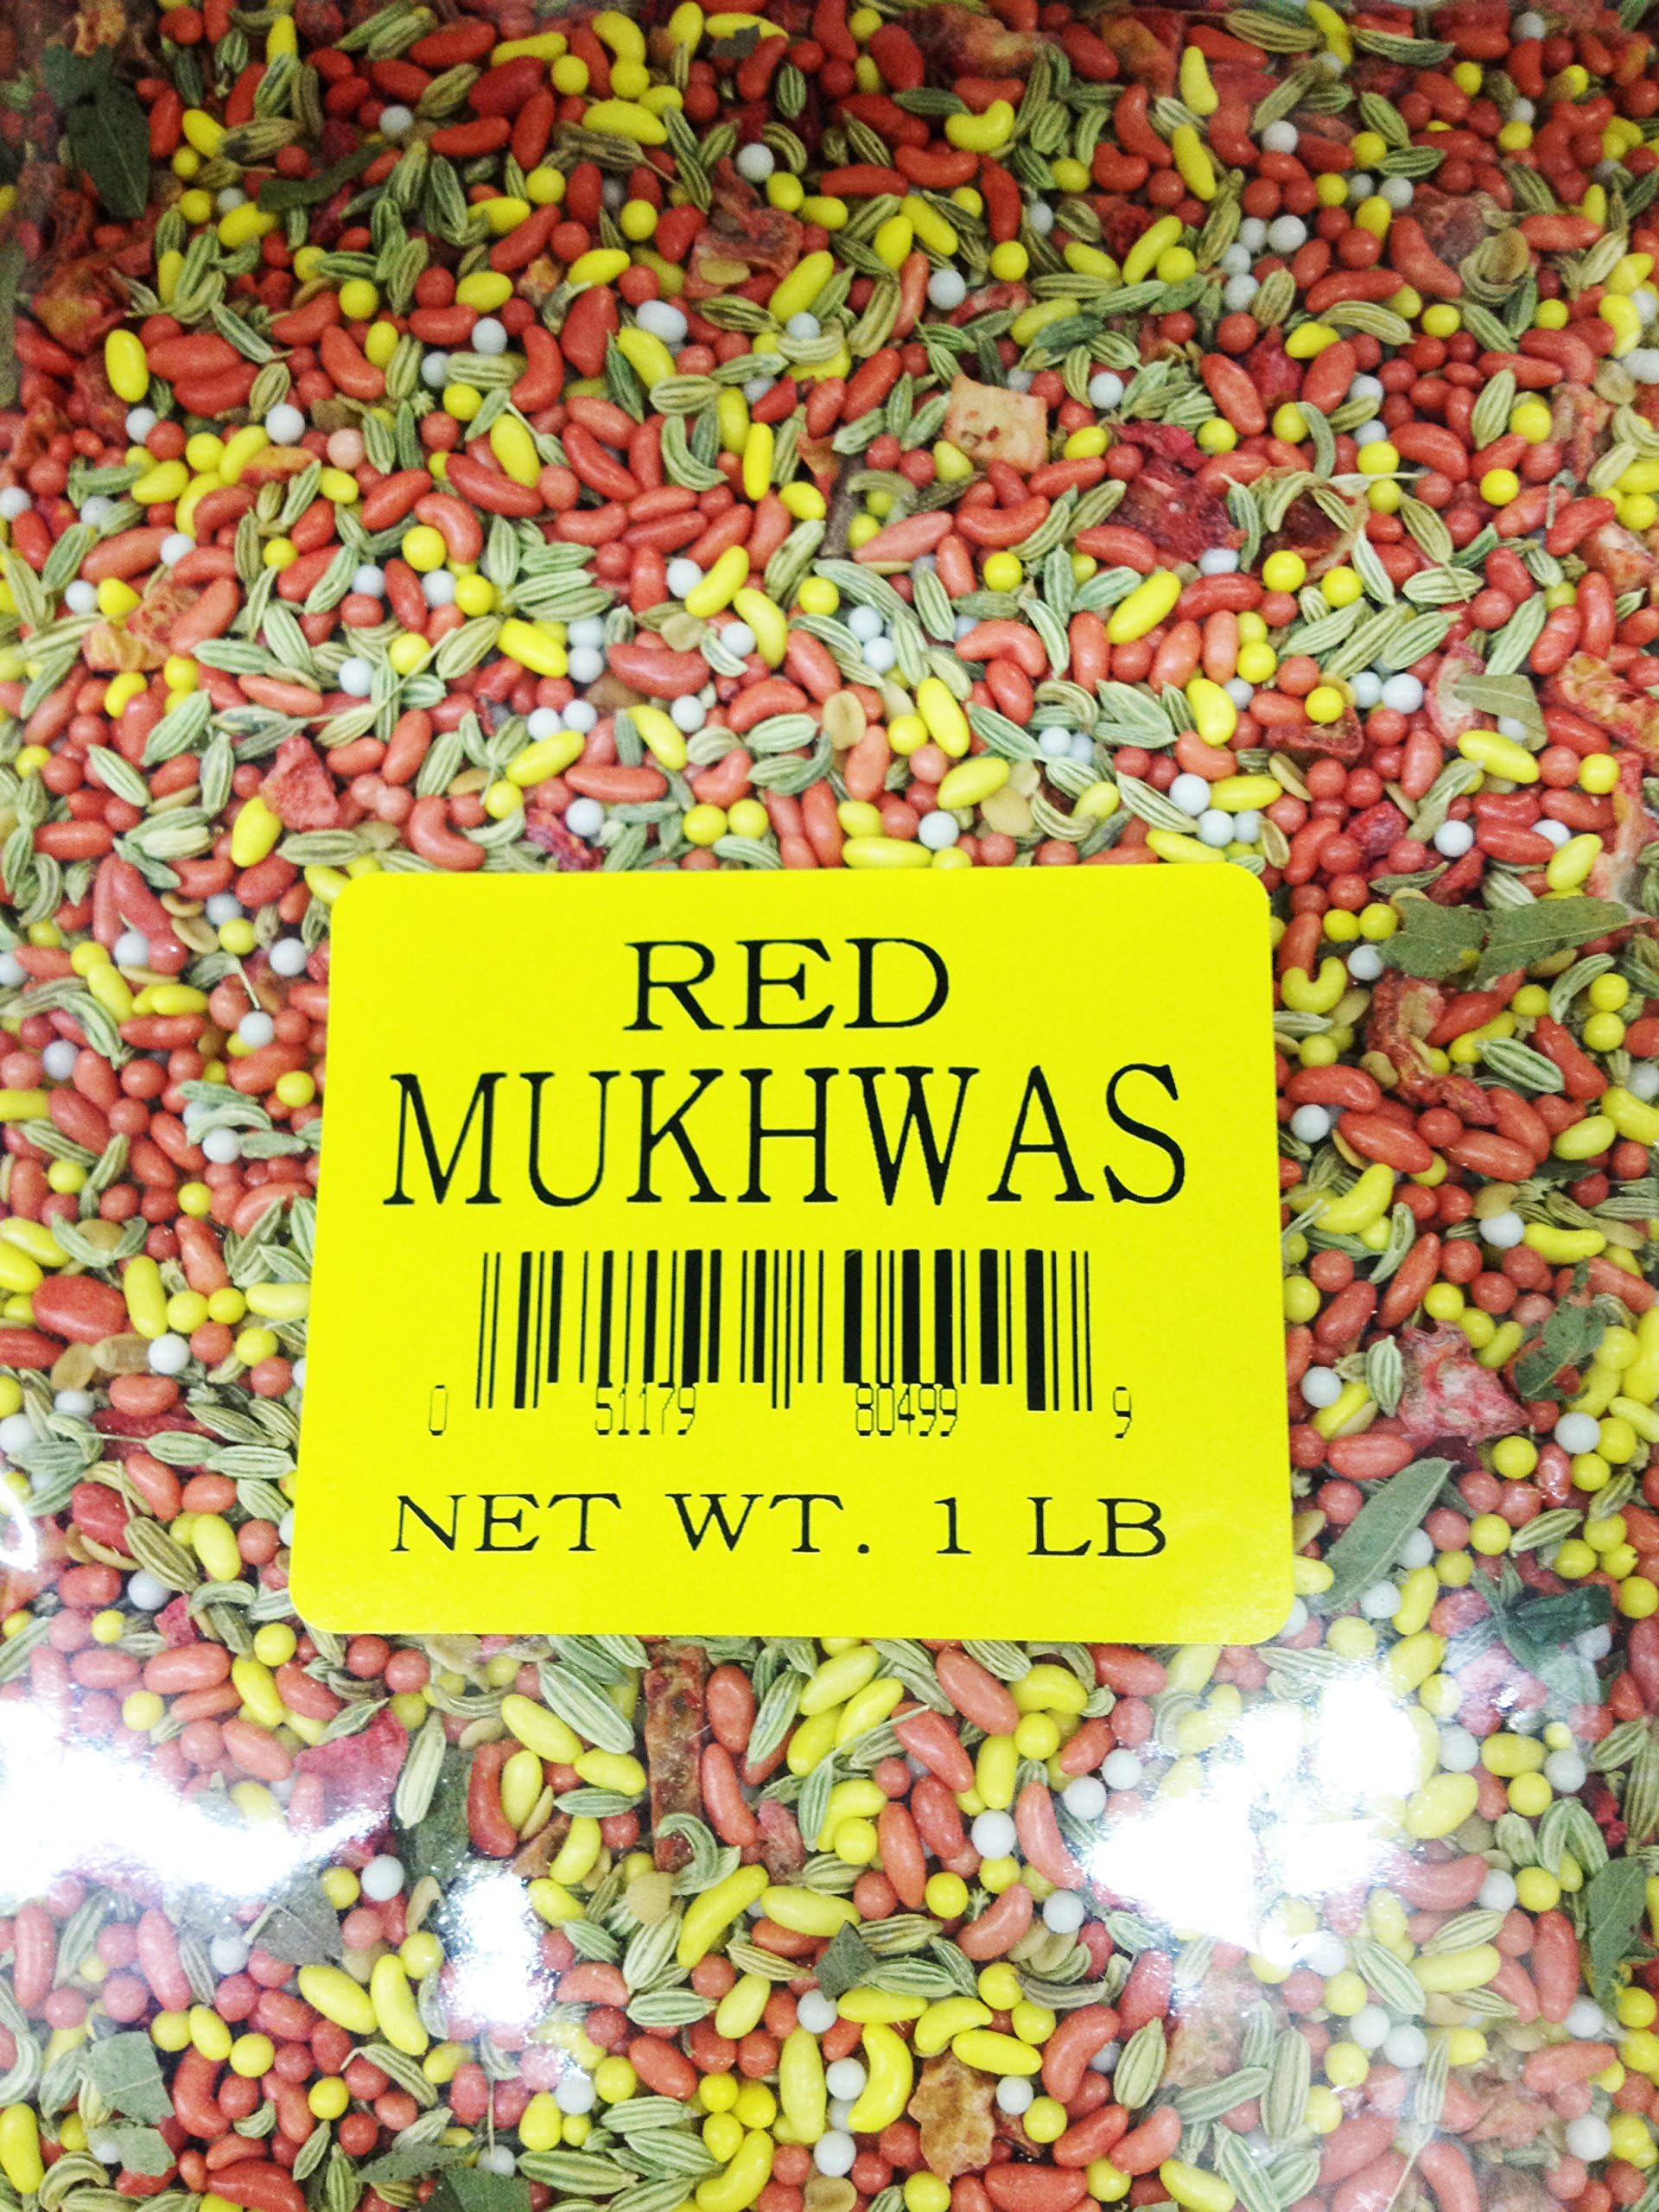 RED
MUKHWAS
0 51179 80499 9
NET WT. 1 LB